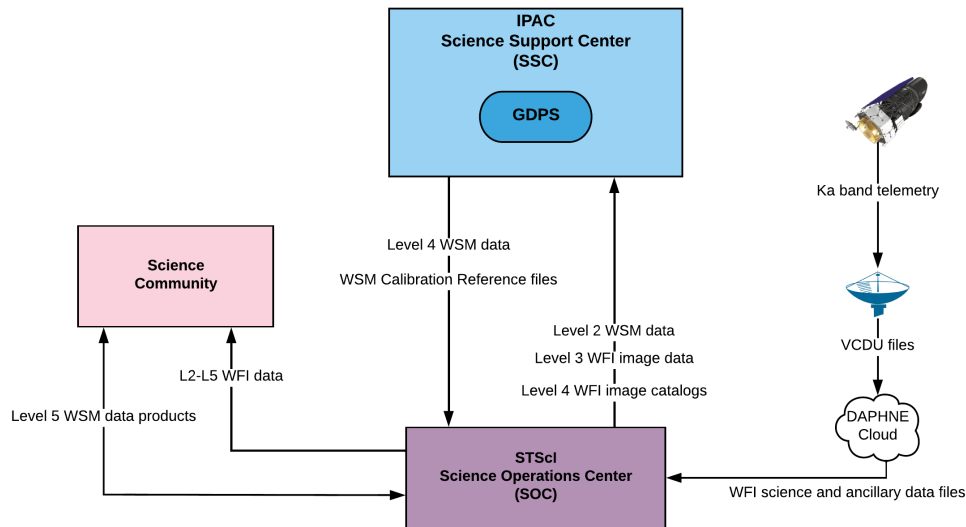 IPAC
Science Support Center
(SSC)
GDPS
Ka band telemetry
Level 4 WSM data
WSM Calibration Reference files
Science
Community
Level 2 WSM data
Level 3 WFI image data
Level 4 WFI image catalogs
VCDU files
L2-L5 WFI data
Level 5 WSM data products
DAPHNE
Cloud
STScI
Science Operations Center
(SOC)
WFI science and ancillary data files